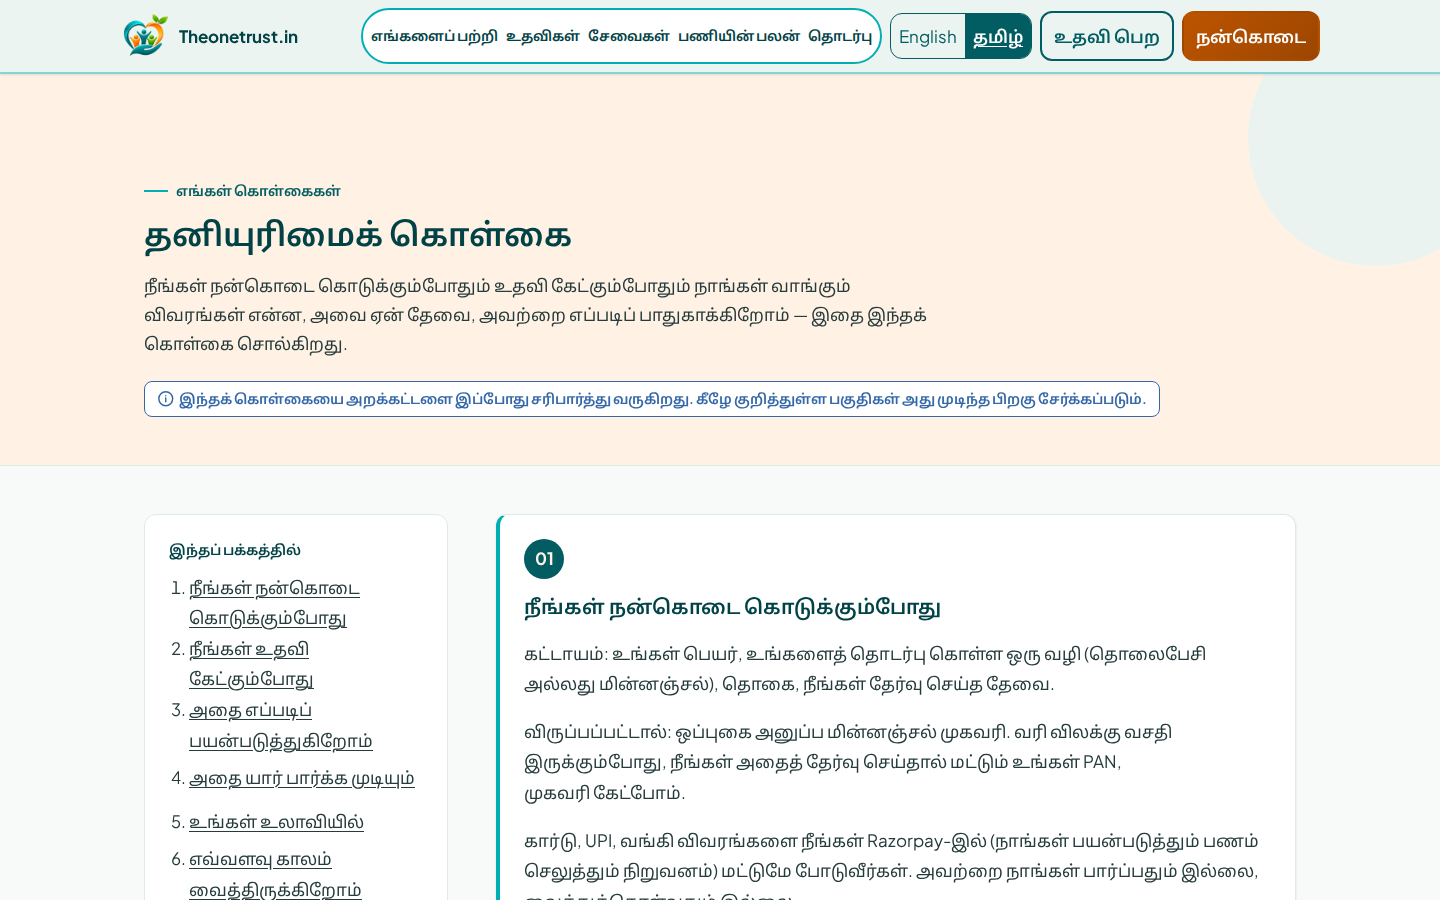 Theonetrust.in
எங்களைப் பற்றி உதவிகள் சேவைகள் பணியின் பலன் தொடர்பு
English தமிழ்
உதவி பெற
நன்கொடை
எங்கள் கொள்கைகள்
தனியுரிமைக் கொள்கை
நீங்கள் நன்கொடை கொடுக்கும்போதும் உதவி கேட்கும்போதும் நாங்கள் வாங்கும்
விவரங்கள் என்ன, அவை ஏன் தேவை, அவற்றை எப்படிப் பாதுகாக்கிறோம் — இதை இந்தக்
கொள்கை சொல்கிறது.
இந்தக் கொள்கையை அறக்கட்டளை இப்போது சரிபார்த்து வருகிறது. கீழே குறித்துள்ள பகுதிகள் அது முடிந்த பிறகு சேர்க்கப்படும்.
இந்தப் பக்கத்தில்
1. நீங்கள் நன்கொடை
கொடுக்கும்போது
2. நீங்கள் உதவி
கேட்கும்போது
3. அதை எப்படிப்
பயன்படுத்துகிறோம்
4. அதை யார் பார்க்க முடியும்
5. உங்கள் உலாவியில்
6. எவ்வளவு காலம்
வைத்திருக்கிறோம்
01
நீங்கள் நன்கொடை கொடுக்கும்போது
கட்டாயம்: உங்கள் பெயர், உங்களைத் தொடர்பு கொள்ள ஒரு வழி (தொலைபேசி
அல்லது மின்னஞ்சல்), தொகை, நீங்கள் தேர்வு செய்த தேவை.
விருப்பப்பட்டால்: ஒப்புகை அனுப்ப மின்னஞ்சல் முகவரி. வரி விலக்கு வசதி
இருக்கும்போது, நீங்கள் அதைத் தேர்வு செய்தால் மட்டும் உங்கள் PAN,
முகவரி கேட்போம்.
கார்டு, UPI, வங்கி விவரங்களை நீங்கள் Razorpay-இல் (நாங்கள் பயன்படுத்தும் பணம்
செலுத்தும் நிறுவனம்) மட்டுமே போடுவீர்கள். அவற்றை நாங்கள் பார்ப்பதும் இல்லை,